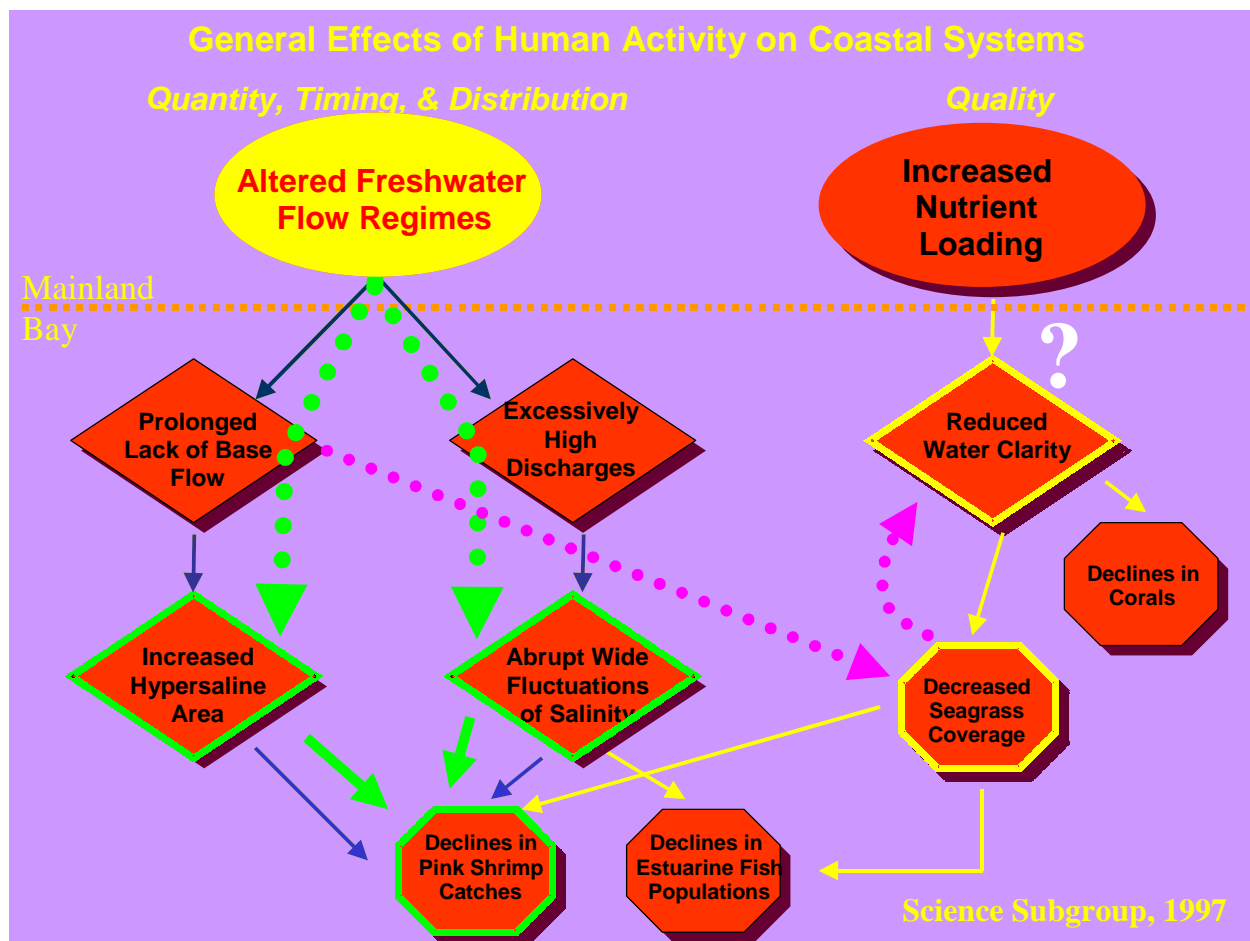 General Effects of Human Activity on Coastal Systems
Quantity, Timing, & Distribution
Quality
Altered Freshwater
Flow Regimes
Increased
Nutrient
Loading
Mainland
Bay
?
Prolonged
Lack of Base
Flow
Excessively
High
Discharges
Reduced
Water Clarity
Declines in
Corals
Increased
Hypersaline
Area
Abrupt Wide
Fluctuations
of Salinity
Decreased
Seagrass
Coverage
Declines in
Pink Shrimp
Catches
Declines in
Estuarine Fish
Populations
Science Subgroup, 1997